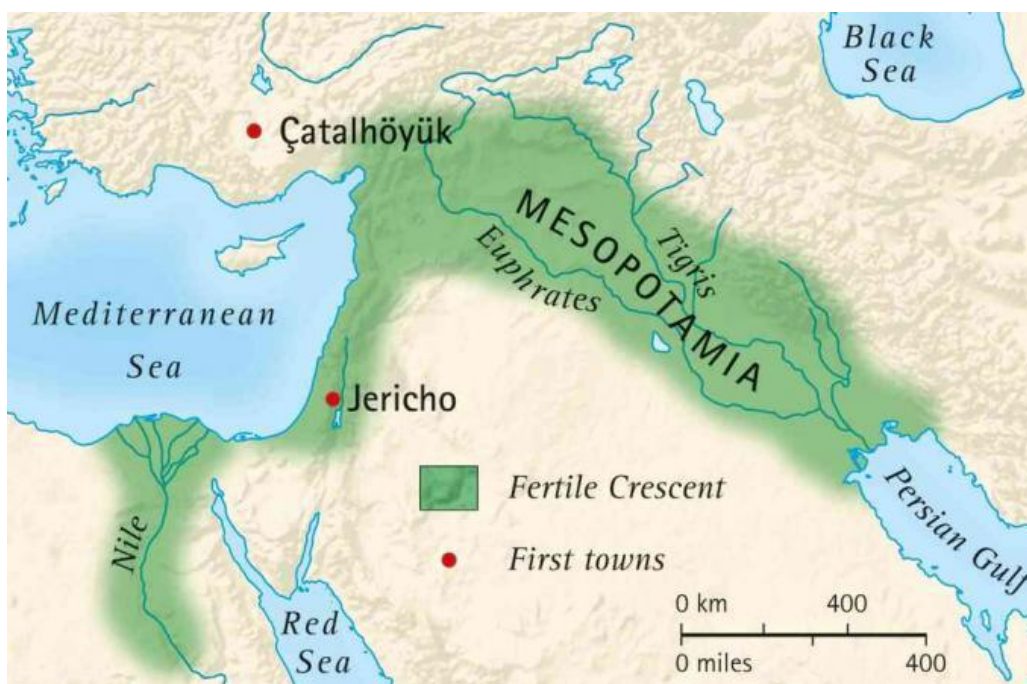 Black
Sea
Çatalhöyük
MESOPOTAMIA
Tigris
Euphrates
Mediterranean
Sea
Jericho
Fertile Crescent
Persian Gulf
Nile
First towns
Red
Sea
0 km 400
0 miles 400